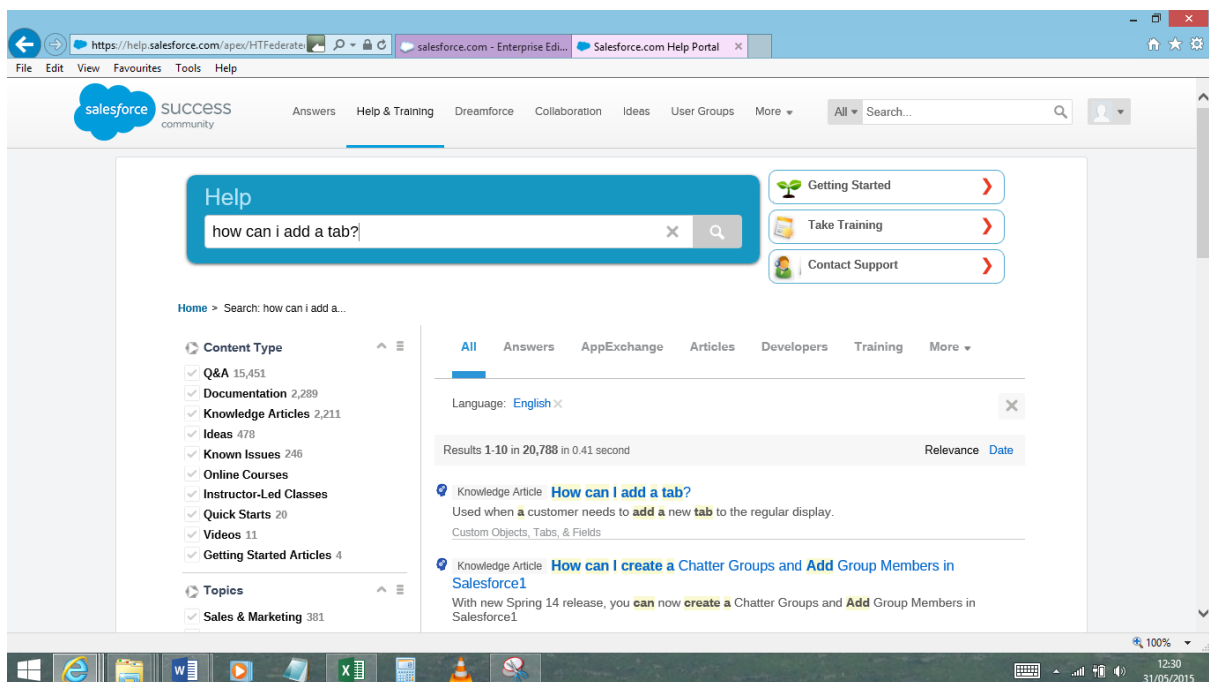 https://help.salesforce.com/apex/HTFederate
salesforce.com - Enterprise Edi...
Salesforce.com Help Portal
File Edit View Favourites Tools Help
salesforce success community
Answers Help & Training Dreamforce Collaboration Ideas User Groups More
All Search...
Help
how can i add a tab?
Getting Started
Take Training
Contact Support
Home > Search: how can i add a...
Content Type
Q&A 15,451
Documentation 2,289
Knowledge Articles 2,211
Ideas 478
Known Issues 246
Online Courses
Instructor-Led Classes
Quick Starts 20
Videos 11
Getting Started Articles 4
Topics
Sales & Marketing 381
All Answers AppExchange Articles Developers Training More
Language: English
Results 1-10 in 20,788 in 0.41 second
Relevance Date
Knowledge Article How can I add a tab?
Used when a customer needs to add a new tab to the regular display.
Custom Objects, Tabs, & Fields
Knowledge Article How can I create a Chatter Groups and Add Group Members in
Salesforce1
With new Spring 14 release, you can now create a Chatter Groups and Add Group Members in
Salesforce1
100%
12:30
31/05/2015